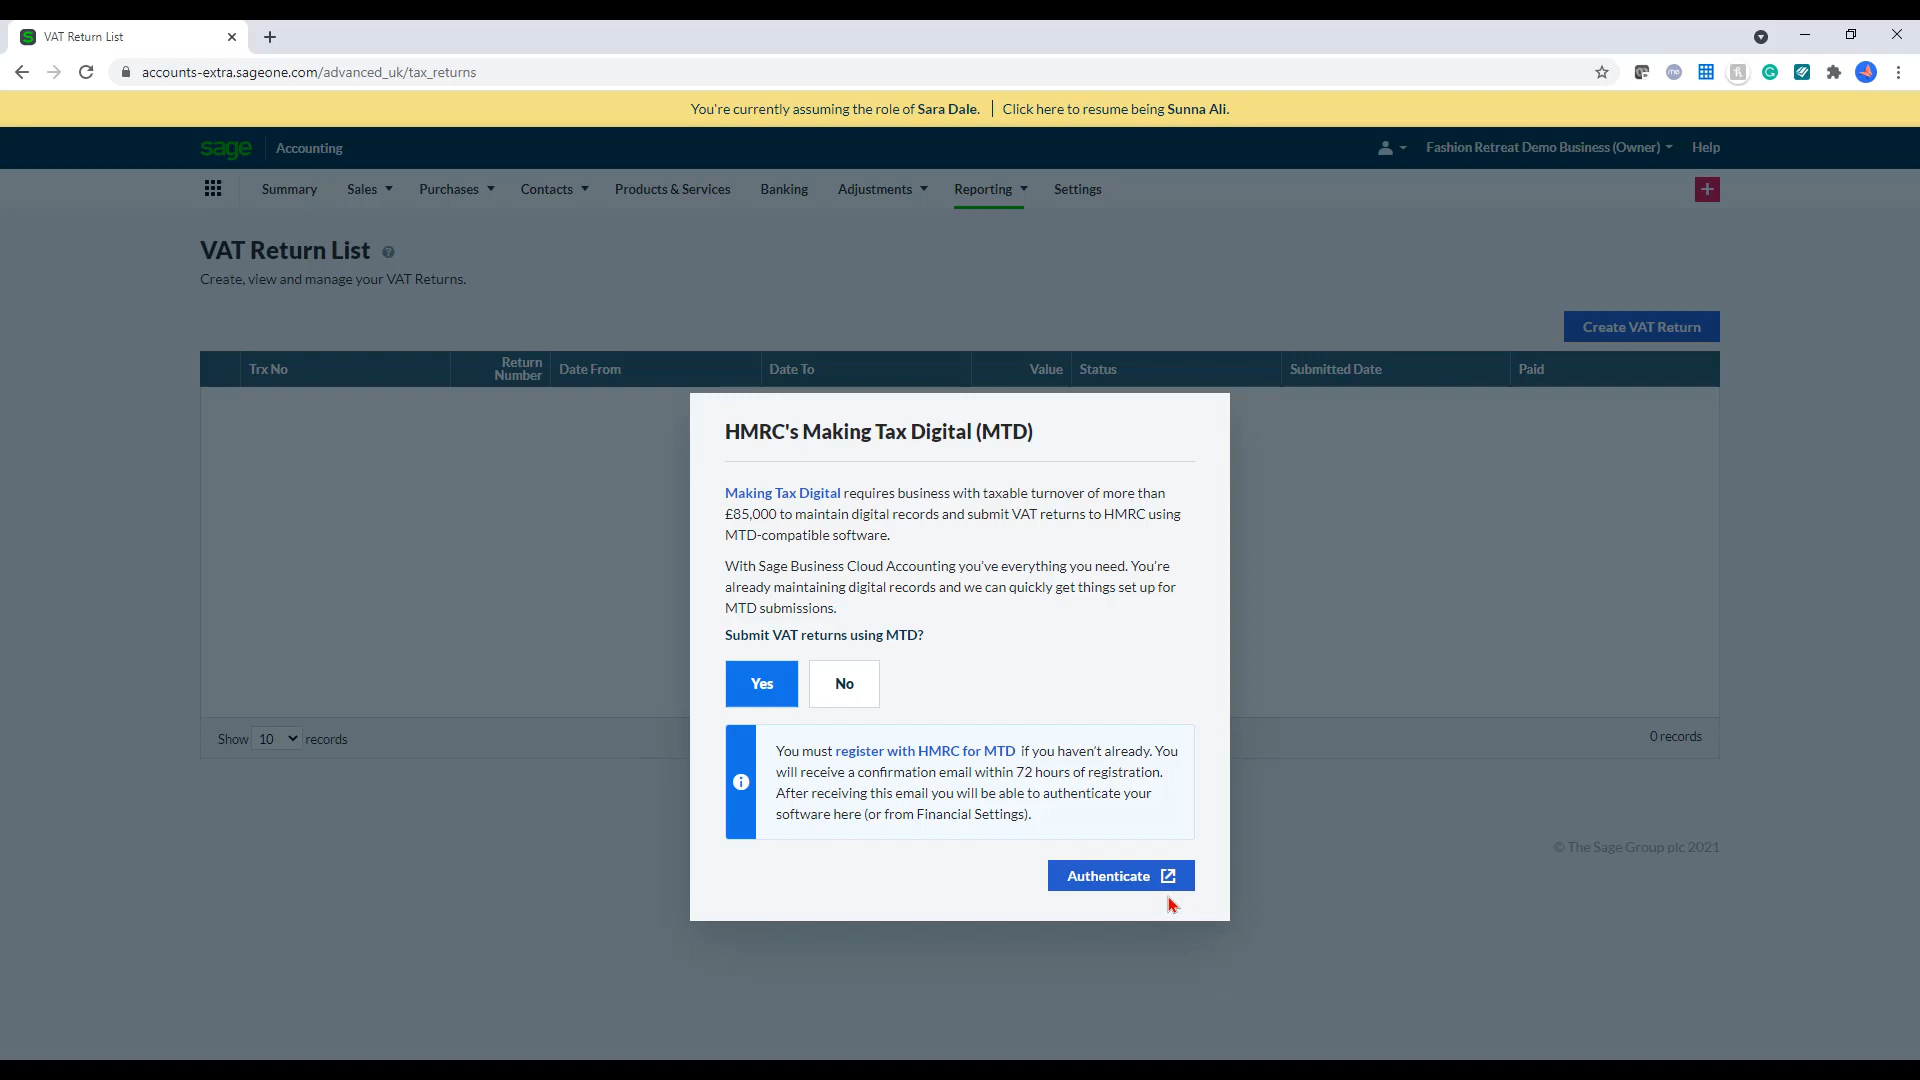 VAT Return List
accounts-extra.sageone.com/advanced_uk/tax_returns
You're currently assuming the role of Sara Dale. | Click here to resume being Sunna Ali.
sage Accounting Fashion Retreat Demo Business (Owner) Help
Summary Sales Purchases Contacts Products & Services Banking Adjustments Reporting Settings
VAT Return List
Create, view and manage your VAT Returns.
Create VAT Return
Trx No Return Number Date From Date To Value Status Submitted Date Paid
HMRC's Making Tax Digital (MTD)
Making Tax Digital requires business with taxable turnover of more than
£85,000 to maintain digital records and submit VAT returns to HMRC using
MTD-compatible software.
With Sage Business Cloud Accounting you've everything you need. You're
already maintaining digital records and we can quickly get things set up for
MTD submissions.
Submit VAT returns using MTD?
Yes No
You must register with HMRC for MTD if you haven't already. You
will receive a confirmation email within 72 hours of registration.
After receiving this email you will be able to authenticate your
software here (or from Financial Settings).
Authenticate
Show 10 records
0 records
© The Sage Group plc 2021